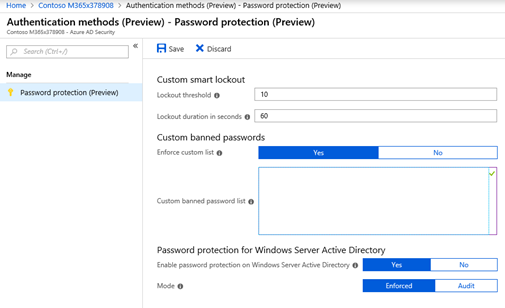 Home > Contoso M365x378908 > Authentication methods (Preview) - Password protection (Preview)
Authentication methods (Preview) - Password protection (Preview)
Contoso M365x378908 - Azure AD Security
Search (Ctrl+/)
«
Save
Discard
Manage
Password protection (Preview)
Custom smart lockout
Lockout threshold
10
Lockout duration in seconds
60
Custom banned passwords
Enforce custom list
Yes
No
Custom banned password list
Password protection for Windows Server Active Directory
Enable password protection on Windows Server Active Directory
Yes
No
Mode
Enforced
Audit